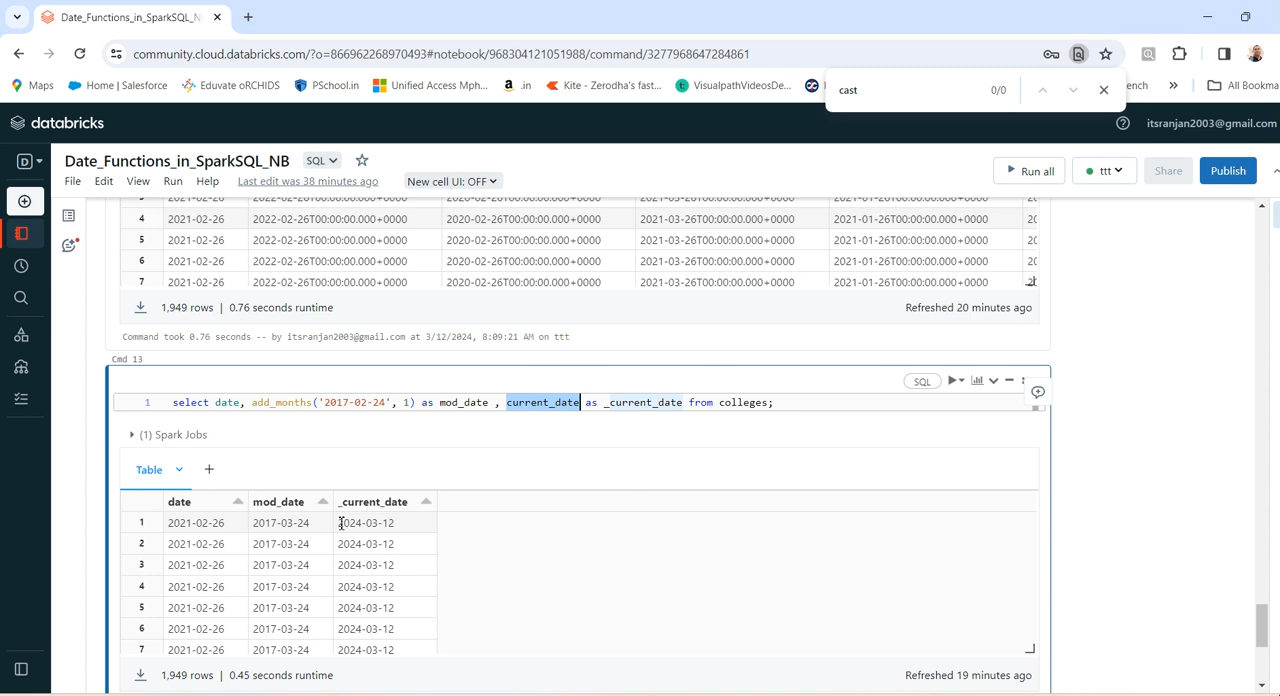 Date_Functions_in_SparkSQL_N
community.cloud.databricks.com/?o=866962268970493#notebook/968304121051988/command/3277968647284861
Maps Home | Salesforce Eduvate oRCHIDS PSchool.in Unified Access Mph... .in Kite - Zerodha's fast... VisualpathVideosDe... ench » All Bookma
cast 0/0
databricks
itsranjan2003@gmail.com
Date_Functions_in_SparkSQL_NB SQL
Run all ttt Share Publish
File Edit View Run Help Last edit was 38 minutes ago New cell UI: OFF
4 2021-02-26 2022-02-26T00:00:00.000+0000 2020-02-26T00:00:00.000+0000 2021-03-26T00:00:00.000+0000 2021-01-26T00:00:00.000+0000 20
5 2021-02-26 2022-02-26T00:00:00.000+0000 2020-02-26T00:00:00.000+0000 2021-03-26T00:00:00.000+0000 2021-01-26T00:00:00.000+0000 20
6 2021-02-26 2022-02-26T00:00:00.000+0000 2020-02-26T00:00:00.000+0000 2021-03-26T00:00:00.000+0000 2021-01-26T00:00:00.000+0000 20
7 2021-02-26 2022-02-26T00:00:00.000+0000 2020-02-26T00:00:00.000+0000 2021-03-26T00:00:00.000+0000 2021-01-26T00:00:00.000+0000 20
1,949 rows | 0.76 seconds runtime Refreshed 20 minutes ago
Command took 0.76 seconds -- by itsranjan2003@gmail.com at 3/12/2024, 8:09:21 AM on ttt
Cmd 13
SQL
1 select date, add_months('2017-02-24', 1) as mod_date , current_date as _current_date from colleges;
(1) Spark Jobs
Table +
date mod_date _current_date
1 2021-02-26 2017-03-24 2024-03-12
2 2021-02-26 2017-03-24 2024-03-12
3 2021-02-26 2017-03-24 2024-03-12
4 2021-02-26 2017-03-24 2024-03-12
5 2021-02-26 2017-03-24 2024-03-12
6 2021-02-26 2017-03-24 2024-03-12
7 2021-02-26 2017-03-24 2024-03-12
1,949 rows | 0.45 seconds runtime Refreshed 19 minutes ago